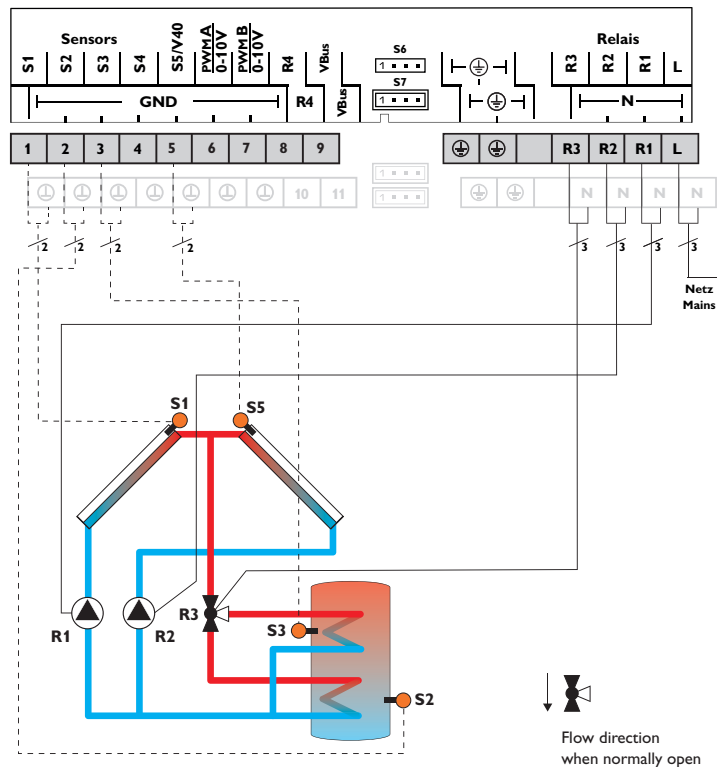 Sensors
Relais
S1 S2 S3 S4 S5/V40 PWM A 0-10V PWM B 0-10V R4 VBus
S6
1
S7
1
R3 R2 R1 L
GND
R4
VBus
N
1 2 3 4 5 6 7 8 9
R3 R2 R1 L
10 11
1
1
N N N N
2 2 2 2
3 3 3 3
Netz
Mains
S1
S5
R1
R2
R3
S3
S2
Flow direction
when normally open